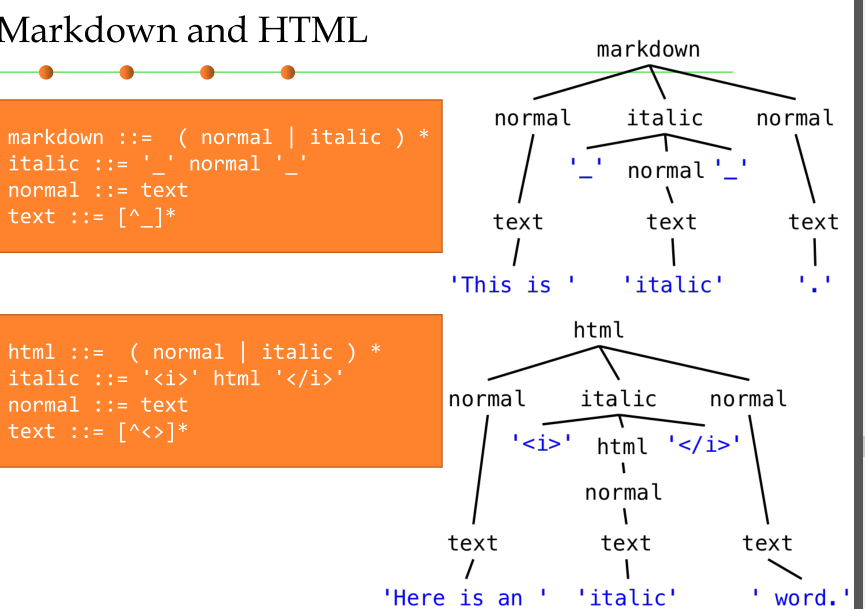 Markdown and HTML
markdown ::=  ( normal | italic ) *
italic ::= '_' normal '_'
normal ::= text
text ::= [^_]*
markdown
normal italic normal
'_' normal '_'
text text text
'This is ' 'italic' '.'
html ::=  ( normal | italic ) *
italic ::= '<i>' html '</i>'
normal ::= text
text ::= [^<>]*
html
normal italic normal
'<i>' html '</i>'
normal
text text text
'Here is an ' 'italic' ' word.'